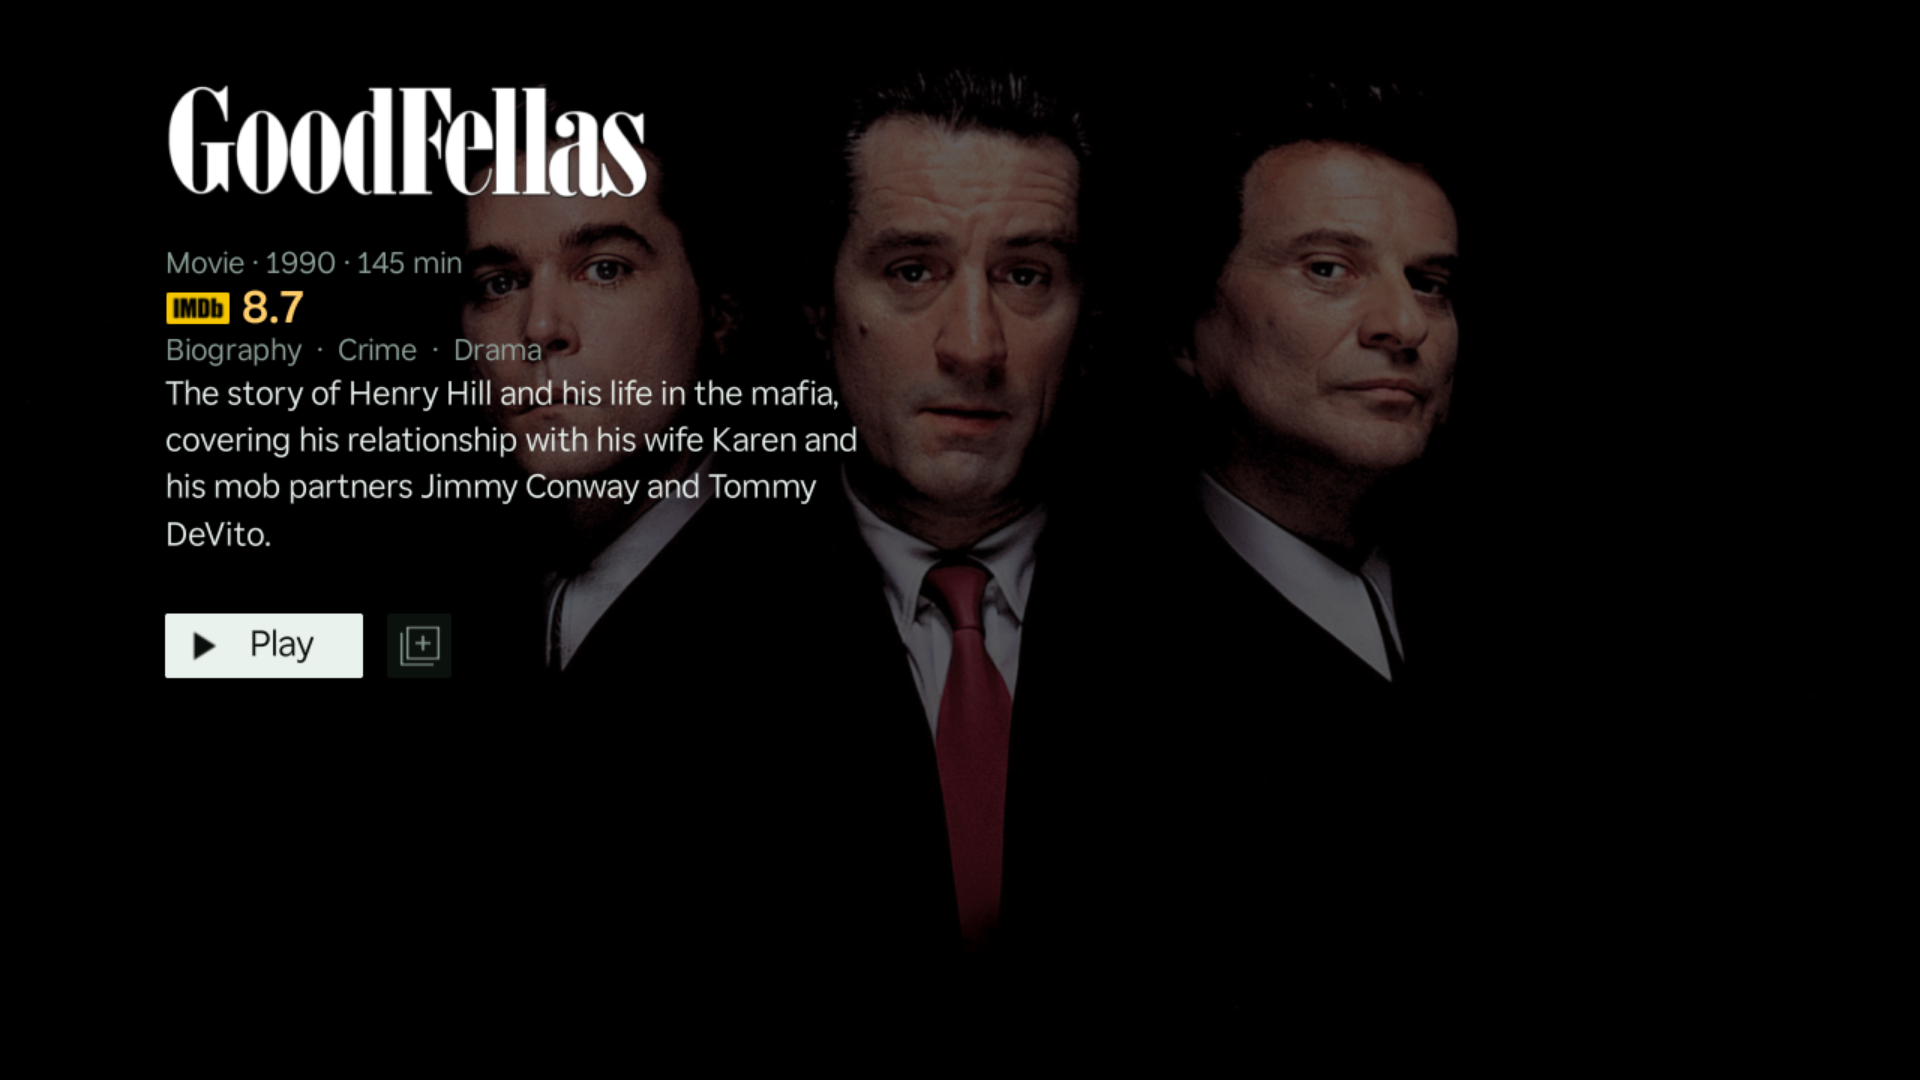 GoodFellas
Movie · 1990 · 145 min
IMDb 8.7
Biography · Crime · Drama
The story of Henry Hill and his life in the mafia,
covering his relationship with his wife Karen and
his mob partners Jimmy Conway and Tommy
DeVito.
Play